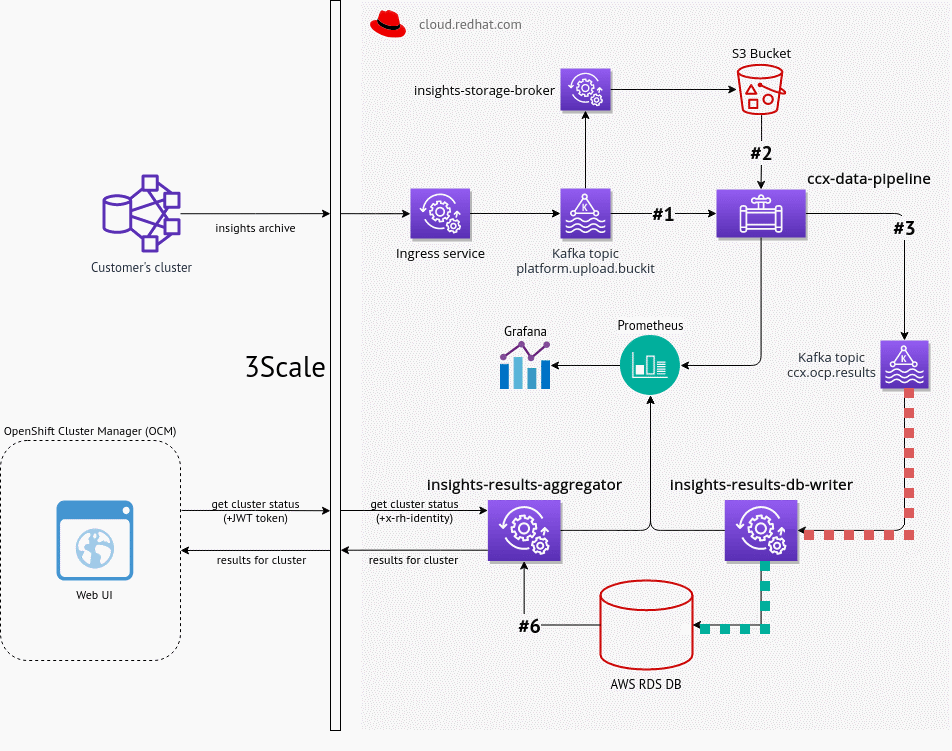 cloud.redhat.com
S3 Bucket
insights-storage-broker
#2
ccx-data-pipeline
#1
#3
insights archive
Ingress service
Customer's cluster
Kafka topic
platform.upload.buckit
Grafana
Prometheus
3Scale
Kafka topic
ccx.ocp.results
OpenShift Cluster Manager (OCM)
insights-results-aggregator
insights-results-db-writer
get cluster status
(+JWT token)
get cluster status
(+x-rh-identity)
results for cluster
results for cluster
Web UI
#6
AWS RDS DB